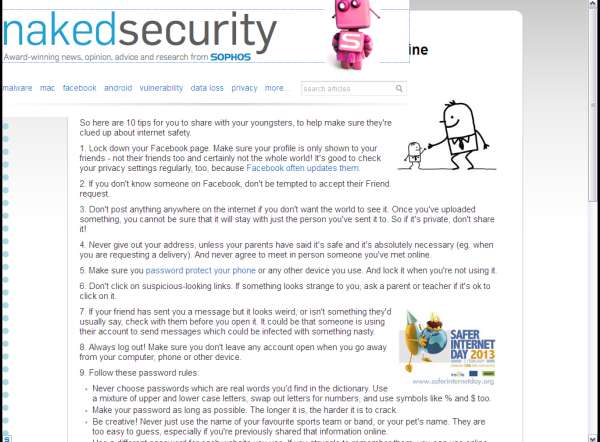 nakedsecurity
Award-winning news, opinion, advice and research from SOPHOS
S
ine
malware mac facebook android vulnerability data loss privacy more...
search articles
So here are 10 tips for you to share with your youngsters, to help make sure they're
clued up about internet safety.
1. Lock down your Facebook page. Make sure your profile is only shown to your
friends - not their friends too and certainly not the whole world! It's good to check
your privacy settings regularly, too, because Facebook often updates them.
2. If you don't know someone on Facebook, don't be tempted to accept their Friend
request.
3. Don't post anything anywhere on the internet if you don't want the world to see it. Once you've uploaded
something, you cannot be sure that it will stay with just the person you've sent it to. So if it's private, don't share
it!
4. Never give out your address, unless your parents have said it's safe and it's absolutely necessary (eg, when
you are requesting a delivery). And never agree to meet in person someone you've met online.
5. Make sure you password protect your phone or any other device you use. And lock it when you're not using it.
6. Don't click on suspicious-looking links. If something looks strange to you, ask a parent or teacher if it's ok to
click on it.
7. If your friend has sent you a message but it looks weird, or isn't something they'd
usually say, check with them before you open it. It could be that someone is using
their account to send messages which could be infected with something nasty.
SAFER
INTERNET
DAY 2013
www.saferinternetday.org
8. Always log out! Make sure you don't leave any account open when you go away
from your computer, phone or other device.
9. Follow these password rules:
Never choose passwords which are real words you'd find in the dictionary. Use
a mixture of upper and lower case letters, swap out letters for numbers, and use symbols like % and $ too.
Make your password as long as possible. The longer it is, the harder it is to crack.
Be creative! Never just use the name of your favourite sports team or band, or your pet's name. They are
too easy to guess, especially if you're previously shared that information online.